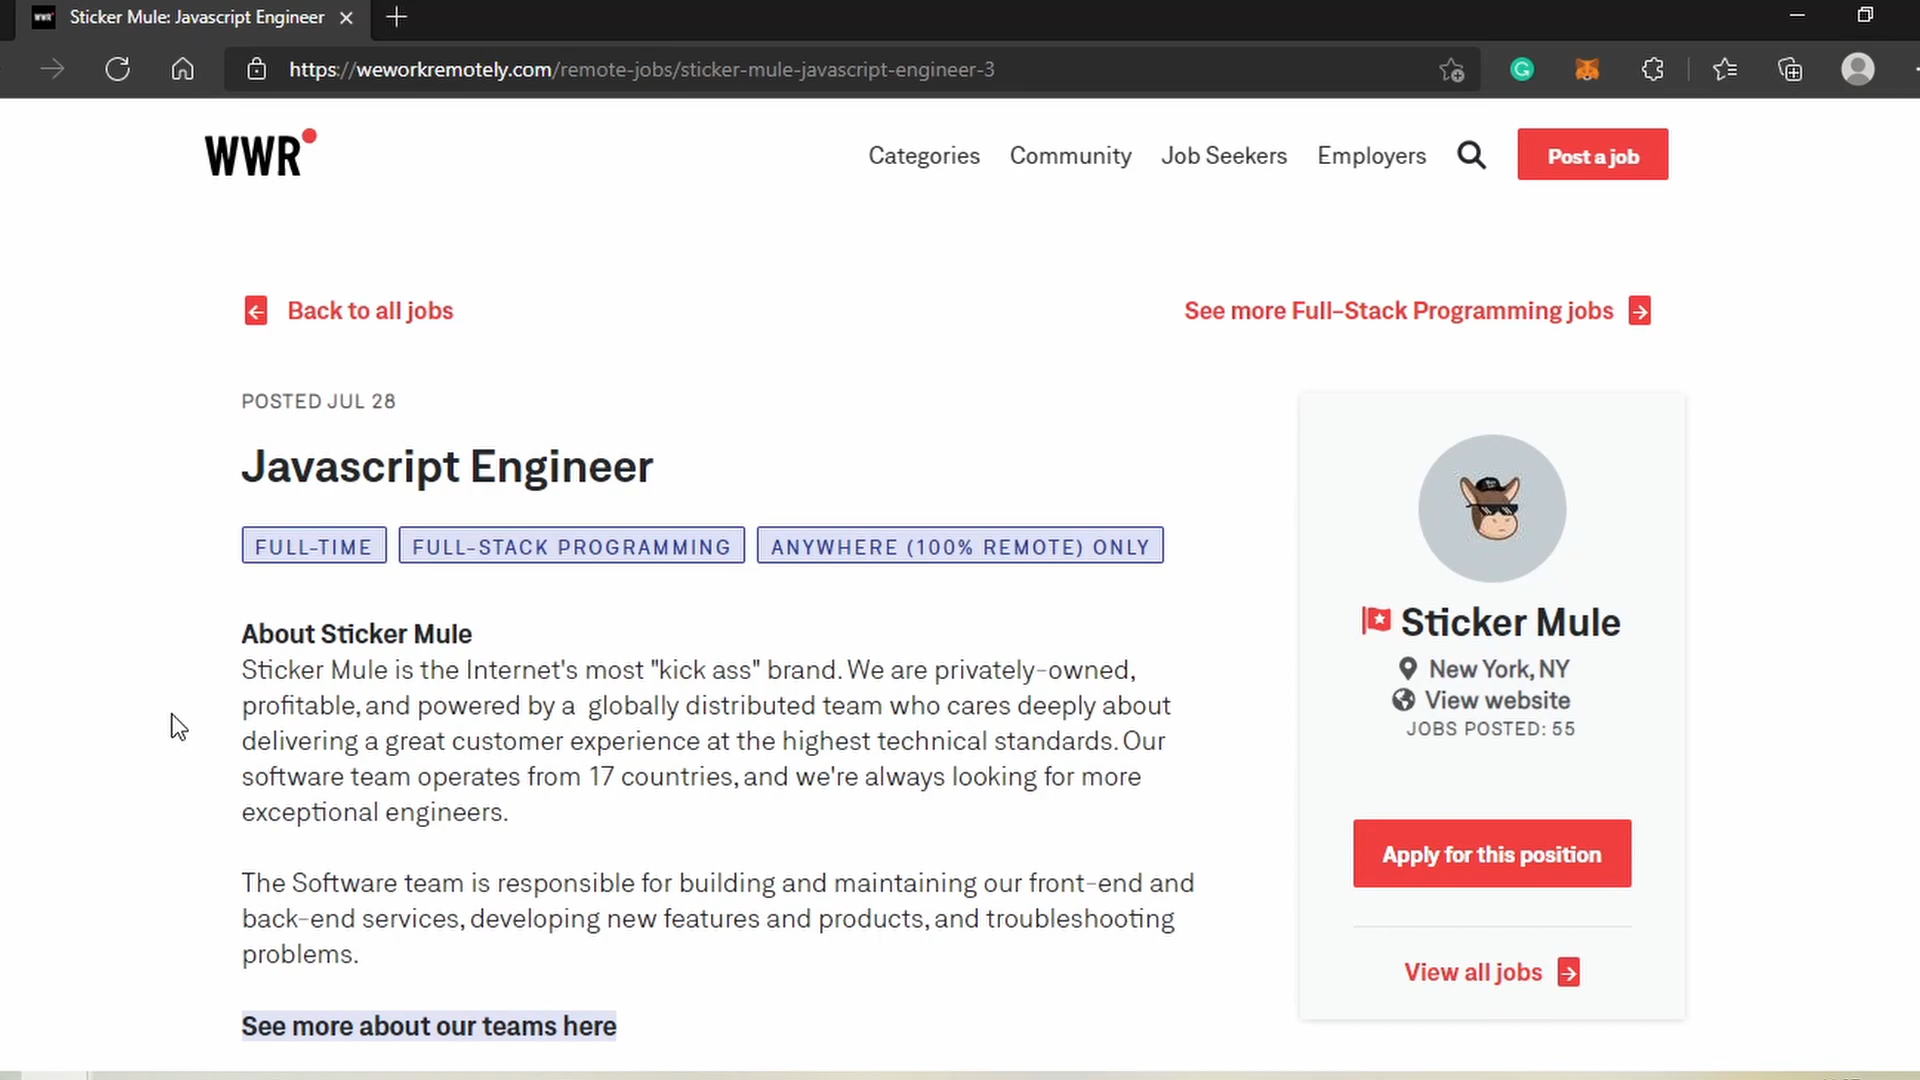 Sticker Mule: Javascript Engineer
https://weworkremotely.com/remote-jobs/sticker-mule-javascript-engineer-3
WWR
Categories
Community
Job Seekers
Employers
Post a job
Back to all jobs
See more Full-Stack Programming jobs
POSTED JUL 28
Javascript Engineer
FULL-TIME
FULL-STACK PROGRAMMING
ANYWHERE (100% REMOTE) ONLY
About Sticker Mule
Sticker Mule is the Internet's most "kick ass" brand. We are privately-owned,
profitable, and powered by a globally distributed team who cares deeply about
delivering a great customer experience at the highest technical standards. Our
software team operates from 17 countries, and we're always looking for more
exceptional engineers.
The Software team is responsible for building and maintaining our front-end and
back-end services, developing new features and products, and troubleshooting
problems.
See more about our teams here
Sticker Mule
New York, NY
View website
JOBS POSTED: 55
Apply for this position
View all jobs